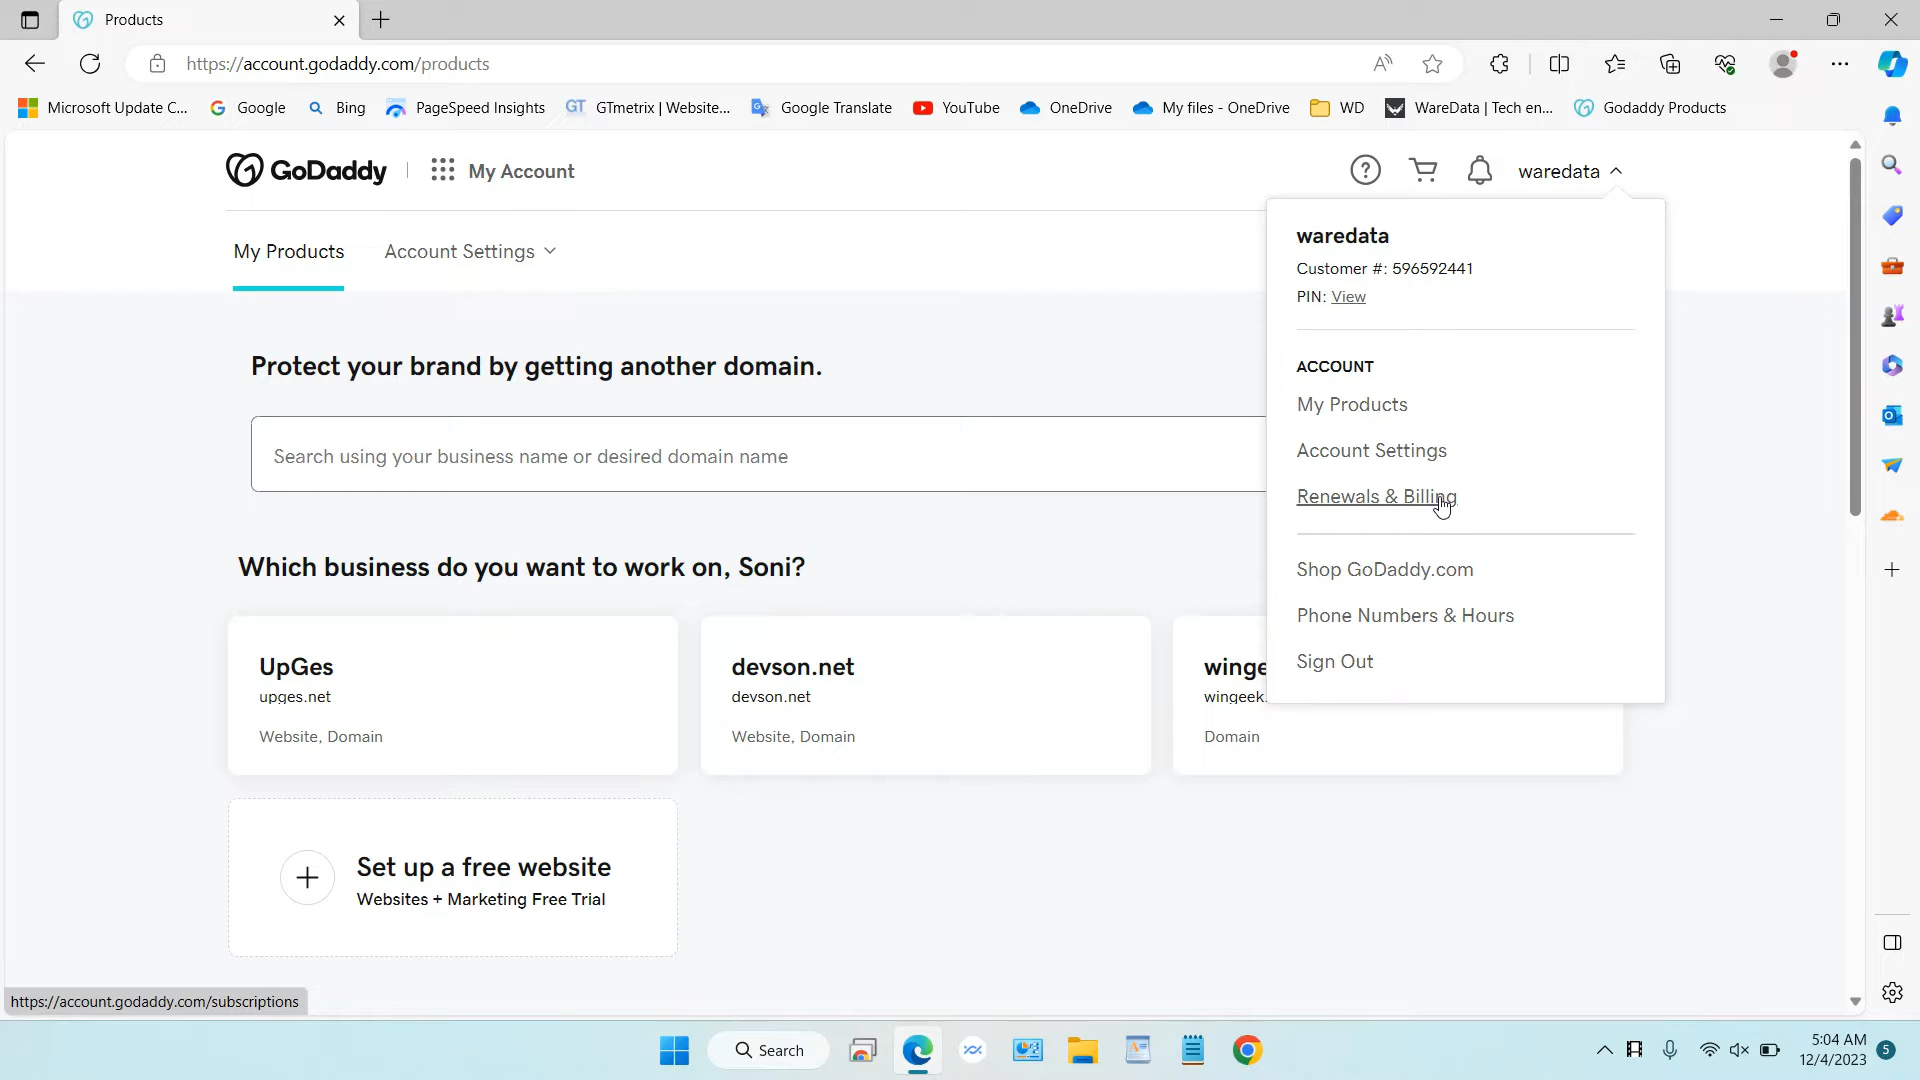 Products
https://account.godaddy.com/products
Microsoft Update C...
Google
Bing
PageSpeed Insights
GT GTmetrix | Website...
Google Translate
YouTube
OneDrive
My files - OneDrive
WD
WareData | Tech en...
Godaddy Products
GoDaddy
My Account
waredata
My Products
Account Settings
waredata
Customer #: 596592441
PIN: View
ACCOUNT
My Products
Account Settings
Renewals & Billing
Shop GoDaddy.com
Phone Numbers & Hours
Sign Out
Protect your brand by getting another domain.
Search using your business name or desired domain name
Which business do you want to work on, Soni?
UpGes
upges.net
Website, Domain
devson.net
devson.net
Website, Domain
winge
wingeek.
Domain
Set up a free website
Websites + Marketing Free Trial
https://account.godaddy.com/subscriptions
Search
5:04 AM
12/4/2023
5